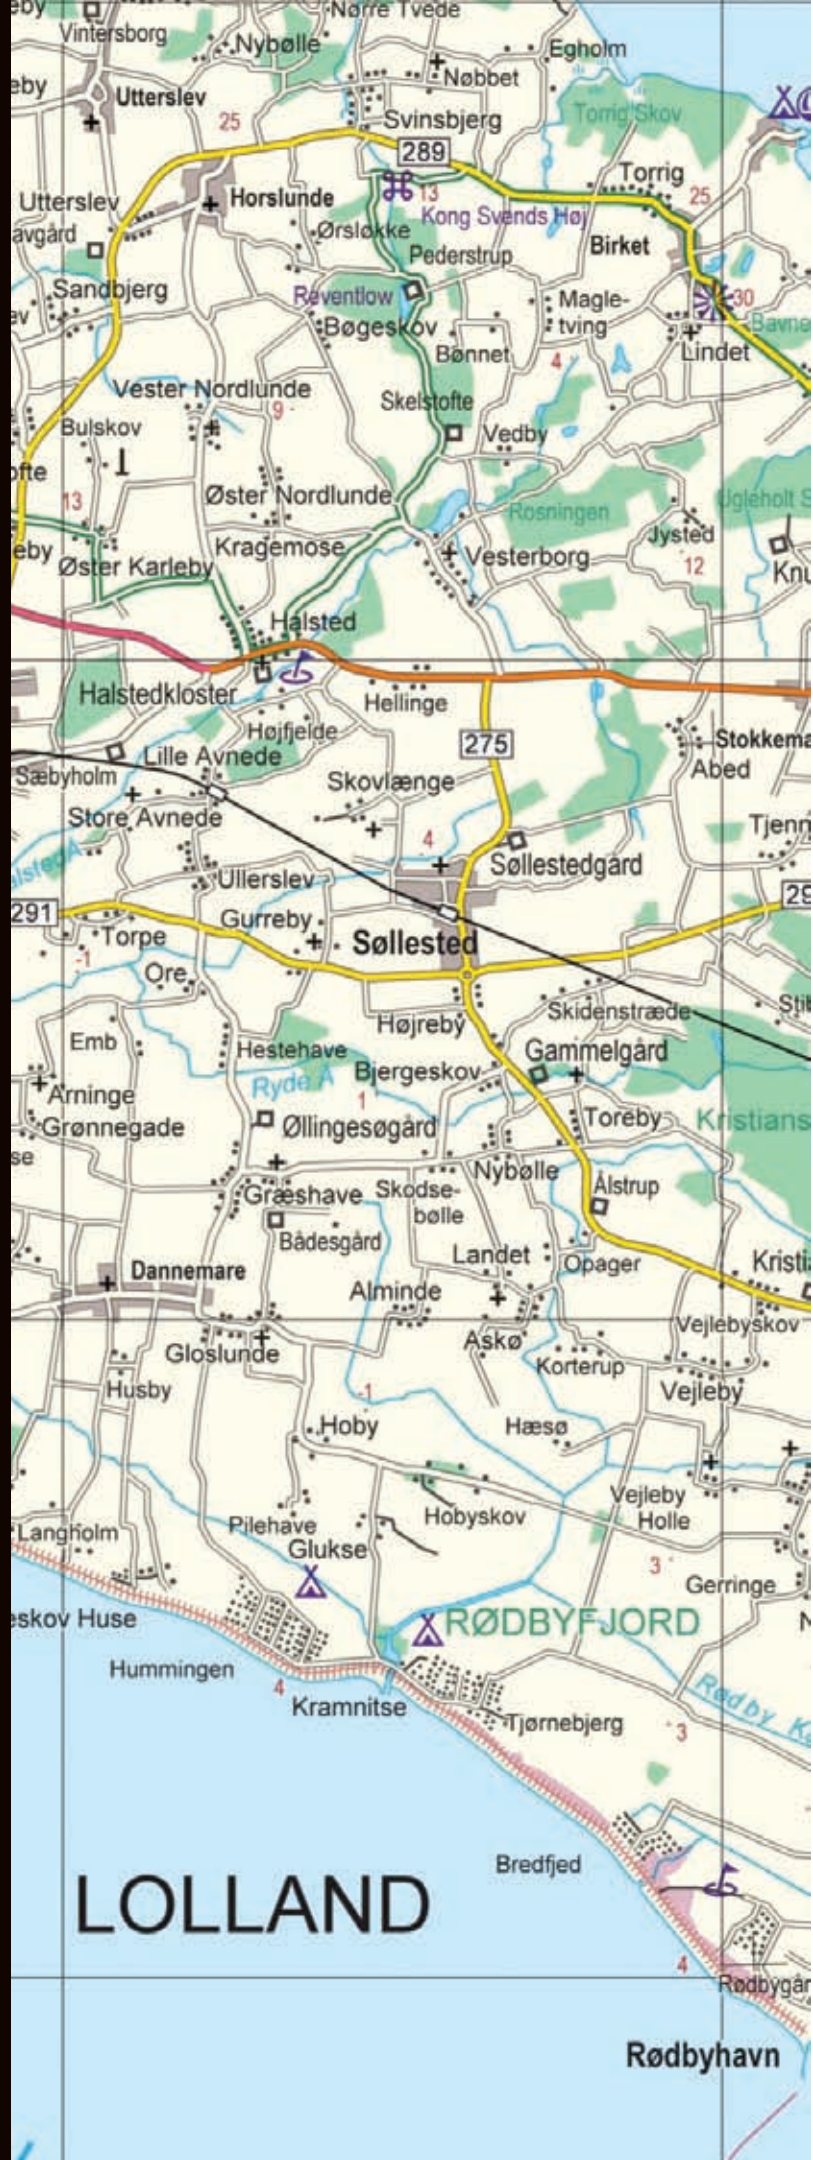 Vintersborg
Nørre Tvede
Nybølle
Egholm
Nøbbet
Utterslev
Torrig Skov
25
Svinsbjerg
289
Torrig
Utterslev
Horslunde
13
25
Kong Svends Høj
Ørsløkke
Birket
Pederstrup
Sandbjerg
Reventlow
Magle-
tving
30
Bøgeskov
Bønnet
Lindet
4
Vester Nordlunde
Skelstofte
9
Bulskov
Vedby
13
Øster Nordlunde
Rosningen
Jysted
Kragemose
Vesterborg
Øster Karleby
12
Halsted
Halstedkloster
Hellinge
Højfjelde
275
Lille Avnede
Abed
Sæbyholm
Skovlænge
Store Avnede
4
Søllestedgård
Ullerslev
291
Gurreby
Torpe
Søllested
-1
Ore
Skidenstræde
Højreby
Emb
Hestehave
Gammelgård
Ryde Å
Bjergeskov
Arninge
1
Toreby
Grønnegade
Øllingesøgård
Nybølle
Græshave
Skodse-
bølle
Ålstrup
Bådesgård
Landet
Opager
Dannemare
Alminde
Vejlebyskov
Askø
Gloslunde
Korterup
Husby
Vejleby
-1
Hoby
Hæsø
Vejleby
Holle
Hobyskov
Pilehave
Langholm
Glukse
3
Gerringe
RØDBYFJORD
Hummingen
4
Kramnitse
Tjørnebjerg
3
Bredfjed
LOLLAND
4
Rødbyhavn